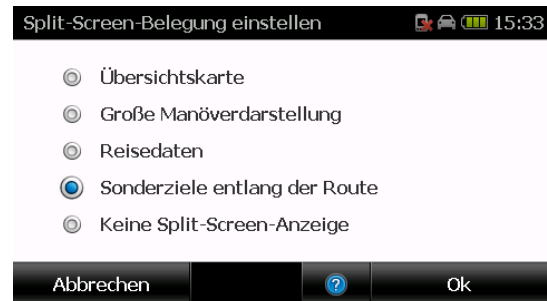 Split-Screen-Belegung einstellen 15:33
Übersichtskarte
Große Manöverdarstellung
Reisedaten
Sonderziele entlang der Route
Keine Split-Screen-Anzeige
Abbrechen ? Ok